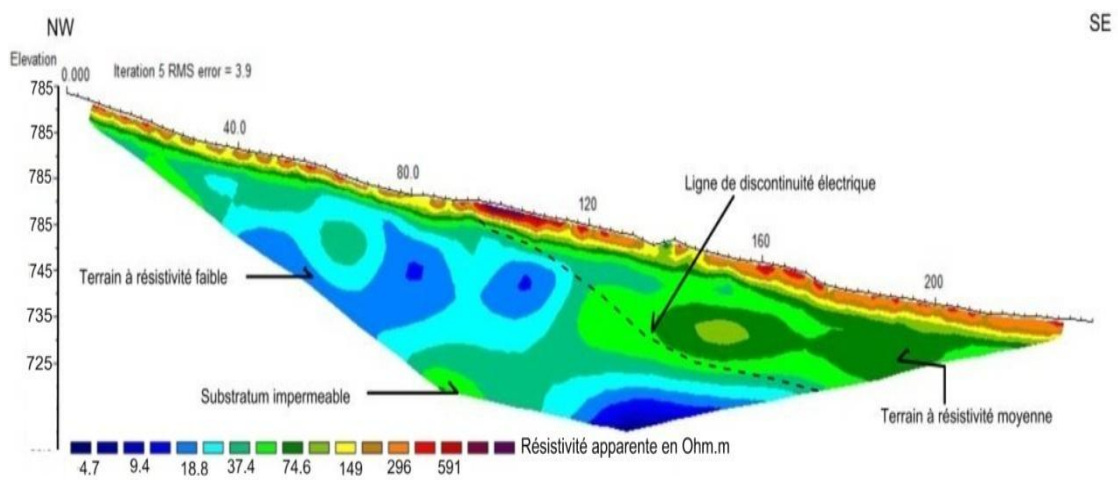 NW
SE
Elevation
0.000
Iteration 5 RMS error = 3.9
785
785
40.0
785
80.0
Ligne de discontinuité électrique
785
120
160
745
Terrain à résistivité faible
200
735
725
Substratum impermeable
Terrain à résistivité moyenne
Résistivité apparente en Ohm.m
4.7 9.4 18.8 37.4 74.6 149 296 591